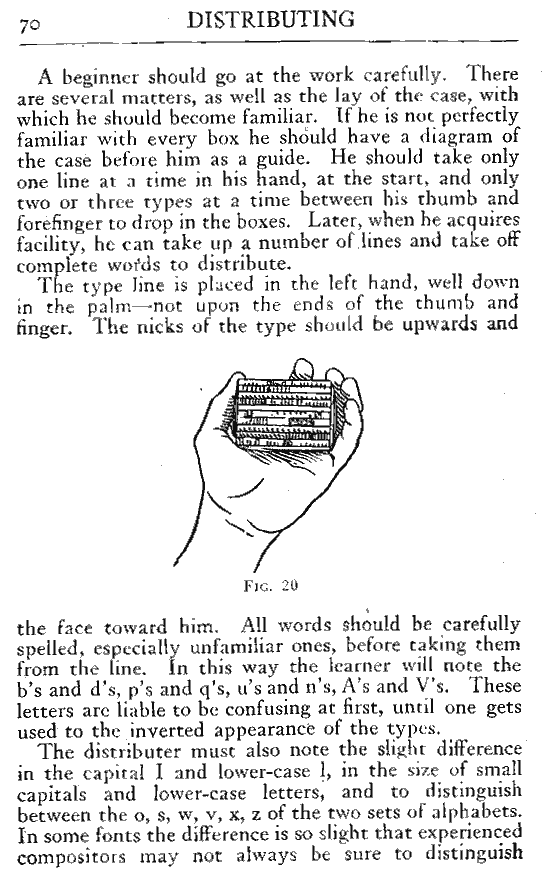 70
DISTRIBUTING
A beginner should go at the work carefully. There
are several matters, as well as the lay of the case, with
which he should become familiar. If he is not perfectly
familiar with every box he should have a diagram of
the case before him as a guide. He should take only
one line at a time in his hand, at the start, and only
two or three types at a time between his thumb and
forefinger to drop in the boxes. Later, when he acquires
facility, he can take up a number of lines and take off
complete words to distribute.
The type line is placed in the left hand, well down
in the palm—not upon the ends of the thumb and
finger. The nicks of the type should be upwards and
FIG. 20
the face toward him. All words should be carefully
spelled, especially unfamiliar ones, before taking them
from the line. In this way the learner will note the
b's and d's, p's and q's, u's and n's, A's and V's. These
letters are liable to be confusing at first, until one gets
used to the inverted appearance of the types.
The distributer must also note the slight difference
in the capital I and lower-case l, in the size of small
capitals and lower-case letters, and to distinguish
between the o, s, w, v, x, z of the two sets of alphabets.
In some fonts the difference is so slight that experienced
compositors may not always be sure to distinguish